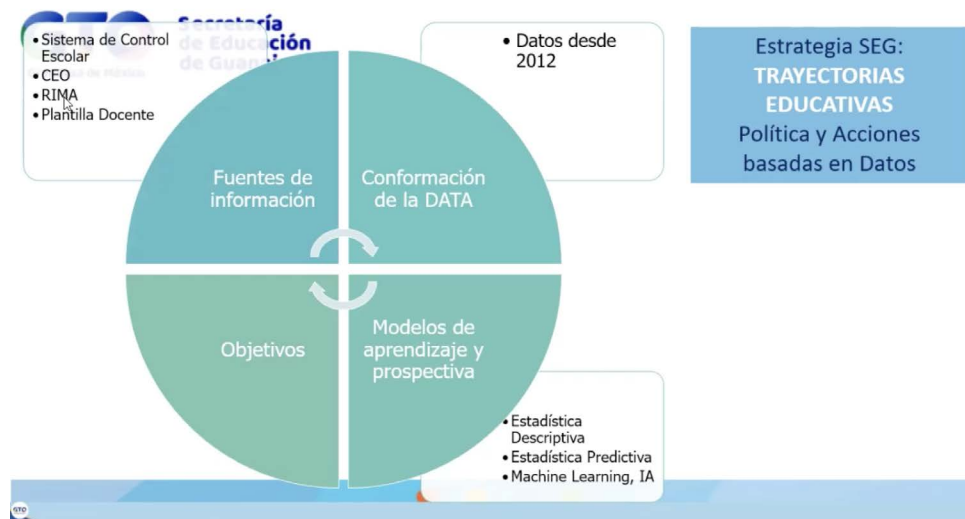 GTO
Secretaría
de Educación
de Guanajuato
• Sistema de Control
Escolar
• CEO
• RIMA
• Plantilla Docente
• Datos desde
2012
Estrategia SEG:
TRAYECTORIAS
EDUCATIVAS
Política y Acciones
basadas en Datos
Fuentes de
información
Conformación
de la DATA
Objetivos
Modelos de
aprendizaje y
prospectiva
• Estadística
Descriptiva
• Estadística Predictiva
• Machine Learning, IA
GTO